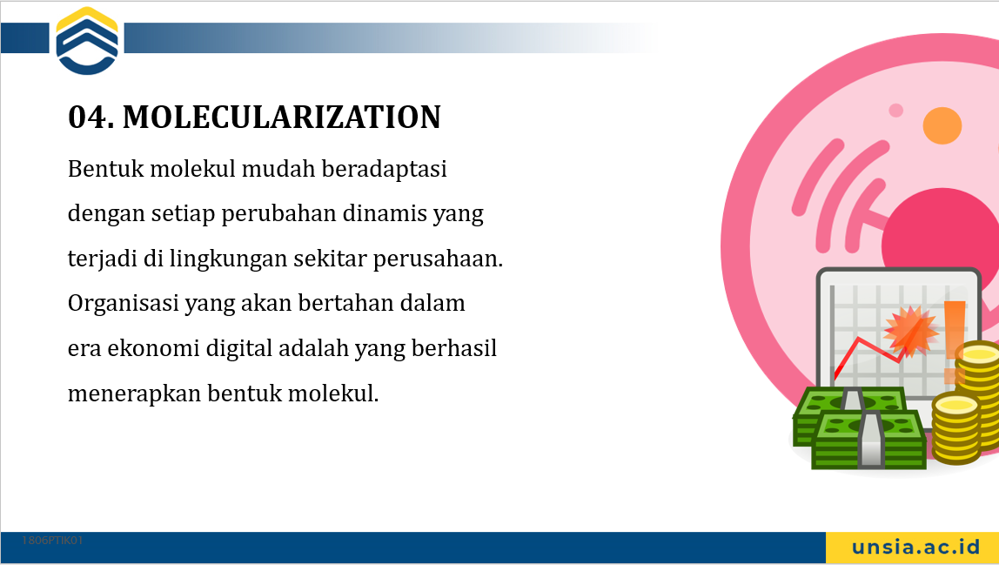 04. MOLECULARIZATION
Bentuk molekul mudah beradaptasi
dengan setiap perubahan dinamis yang
terjadi di lingkungan sekitar perusahaan.
Organisasi yang akan bertahan dalam
era ekonomi digital adalah yang berhasil
menerapkan bentuk molekul.
1806PTIK01
unsia.ac.id